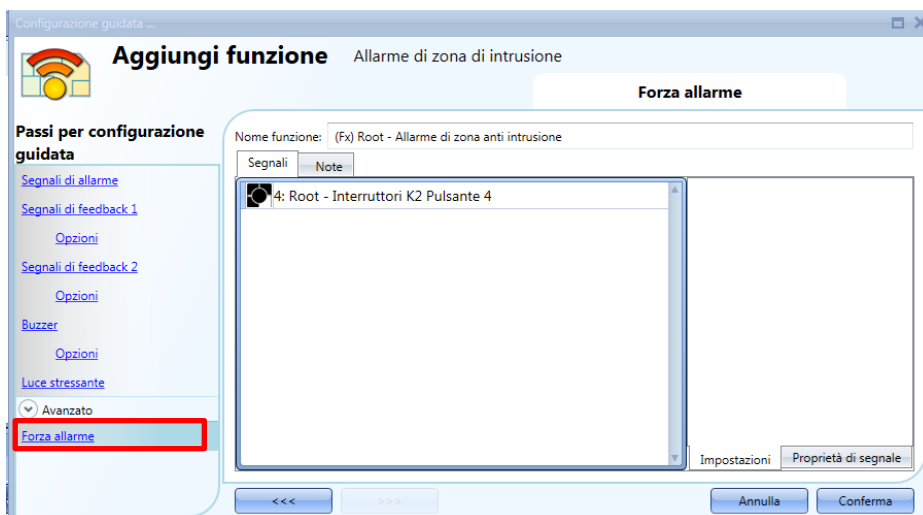 Configurazione guidata ...
Aggiungi funzione Allarme di zona di intrusione
Forza allarme
Passi per configurazione
guidata
Segnali di allarme
Segnali di feedback 1
Opzioni
Segnali di feedback 2
Opzioni
Buzzer
Opzioni
Luce stressante
Avanzato
Forza allarme
Nome funzione: (Fx) Root - Allarme di zona anti intrusione
Segnali Note
4: Root - Interruttori K2 Pulsante 4
Impostazioni Proprietà di segnale
<<< >>> Annulla Conferma